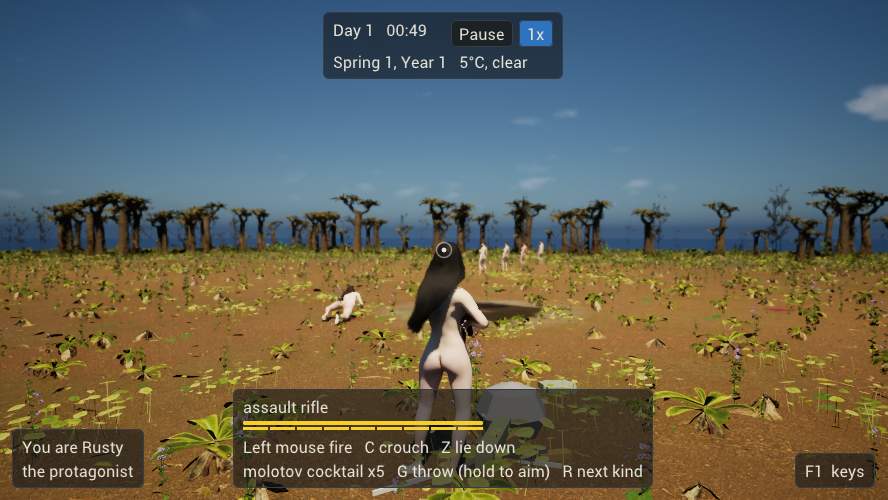 Day 1 00:49 Pause 1x
Spring 1, Year 1 5°C, clear
assault rifle
Left mouse fire C crouch Z lie down
molotov cocktail x5 G throw (hold to aim) R next kind
You are Rusty
the protagonist
F1 keys